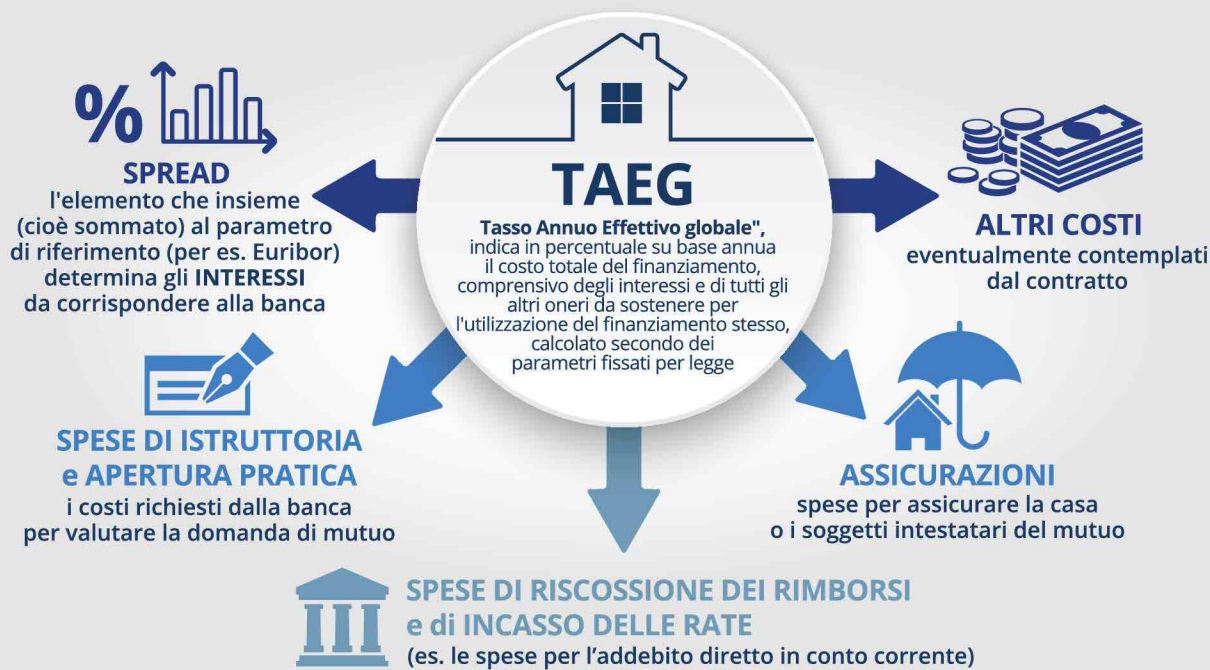 TAEG
Tasso Annuo Effettivo globale",
indica in percentuale su base annua
il costo totale del finanziamento,
comprensivo degli interessi e di tutti gli
altri oneri da sostenere per
l'utilizzazione del finanziamento stesso,
calcolato secondo dei
parametri fissati per legge
%
SPREAD
l'elemento che insieme
(cioè sommato) al parametro
di riferimento (per es. Euribor)
determina gli INTERESSI
da corrispondere alla banca
ALTRI COSTI
eventualmente contemplati
dal contratto
SPESE DI ISTRUTTORIA
e APERTURA PRATICA
i costi richiesti dalla banca
per valutare la domanda di mutuo
ASSICURAZIONI
spese per assicurare la casa
o i soggetti intestatari del mutuo
SPESE DI RISCOSSIONE DEI RIMBORSI
e di INCASSO DELLE RATE
(es. le spese per l’addebito diretto in conto corrente)